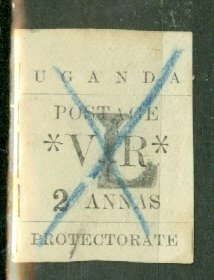 UGANDA
POSTAGE
*V.R*
L
2 ANNAS
PROTECTORATE